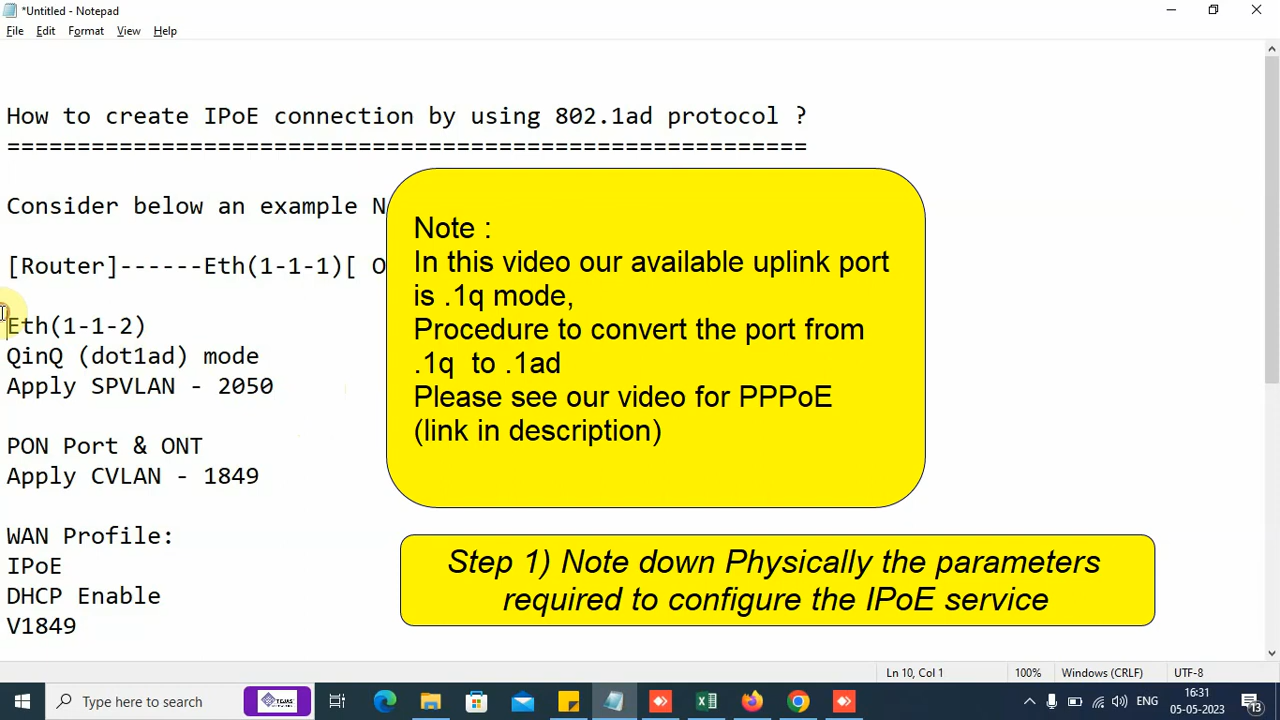 *Untitled - Notepad
File Edit Format View Help
How to create IPoE connection by using 802.1ad protocol ?
=========================================================
Consider below an example N
[Router]------Eth(1-1-1)[ O
Eth(1-1-2)
QinQ (dot1ad) mode
Apply SPVLAN - 2050
PON Port & ONT
Apply CVLAN - 1849
WAN Profile:
IPoE
DHCP Enable
V1849
Note :
In this video our available uplink port
is .1q mode,
Procedure to convert the port from
.1q  to .1ad
Please see our video for PPPoE
(link in description)
Step 1) Note down Physically the parameters
required to configure the IPoE service
Ln 10, Col 1 100% Windows (CRLF) UTF-8
Type here to search
ENG
16:31
05-05-2023
13